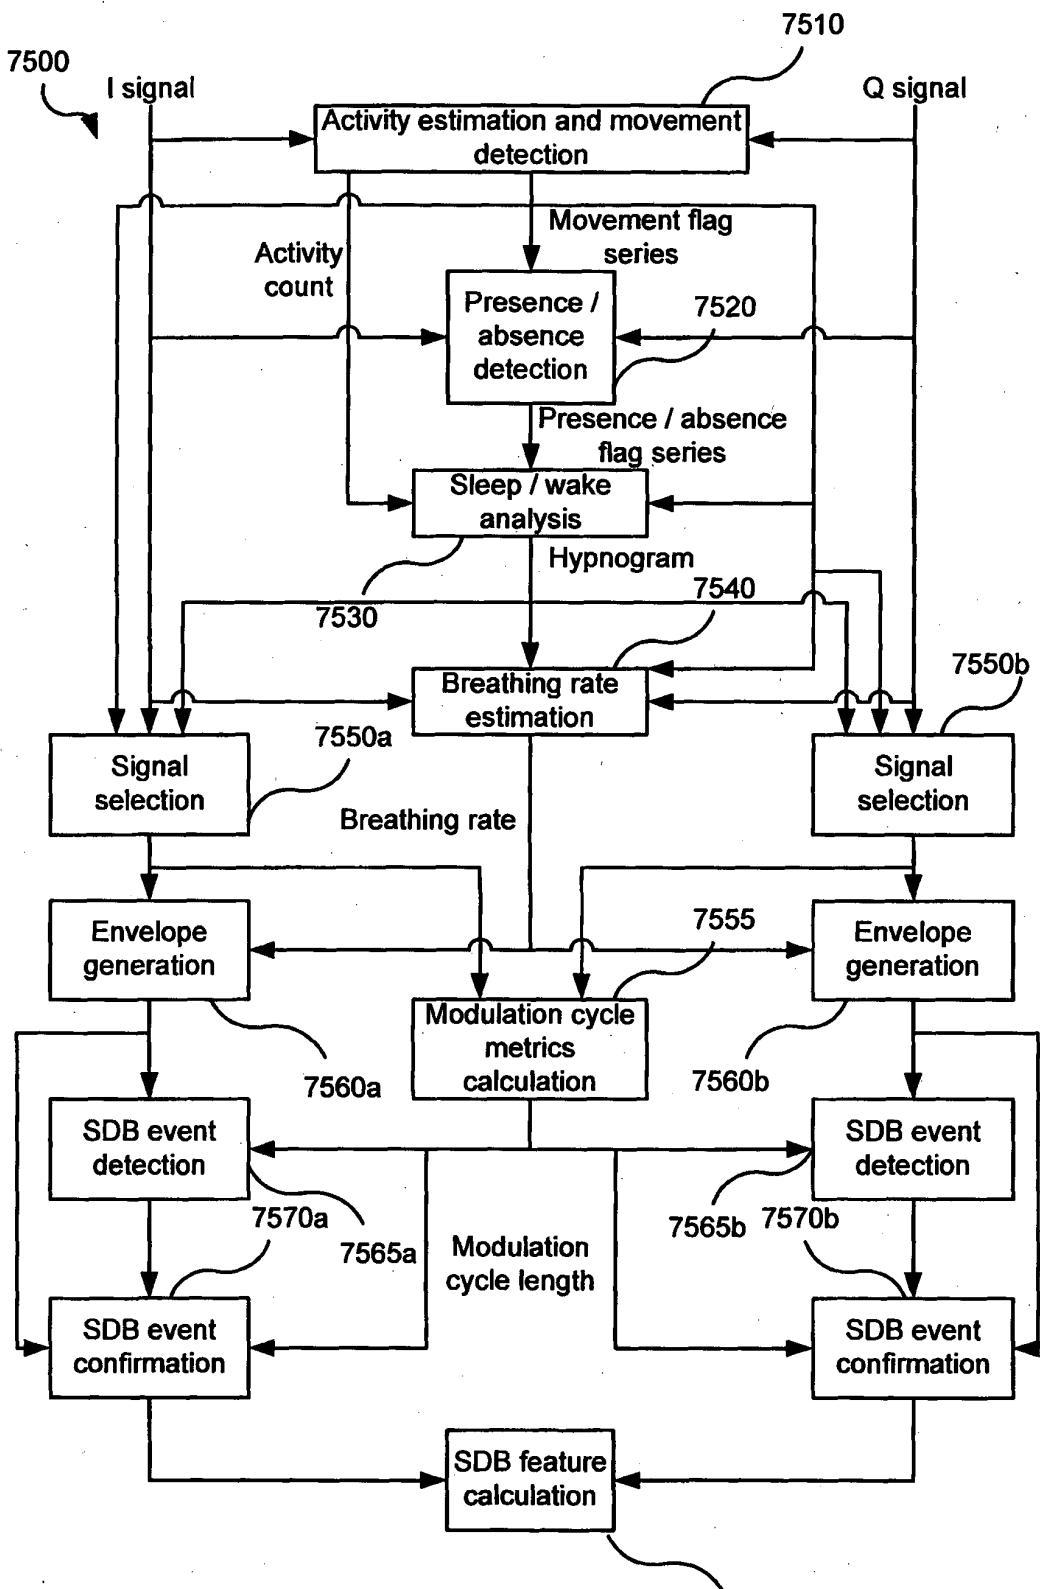 7510
7500
I signal
Q signal
Activity estimation and movement
detection
Movement flag
series
Activity
count
Presence /
absence
detection
7520
Presence / absence
flag series
Sleep / wake
analysis
Hypnogram
7530
7540
Breathing rate
estimation
7550b
7550a
Signal
selection
Signal
selection
Breathing rate
Envelope
generation
7555
Envelope
generation
Modulation cycle
metrics
calculation
7560a
7560b
SDB event
detection
SDB event
detection
7570a
7565a
7565b
7570b
Modulation
cycle length
SDB event
confirmation
SDB event
confirmation
SDB feature
calculation